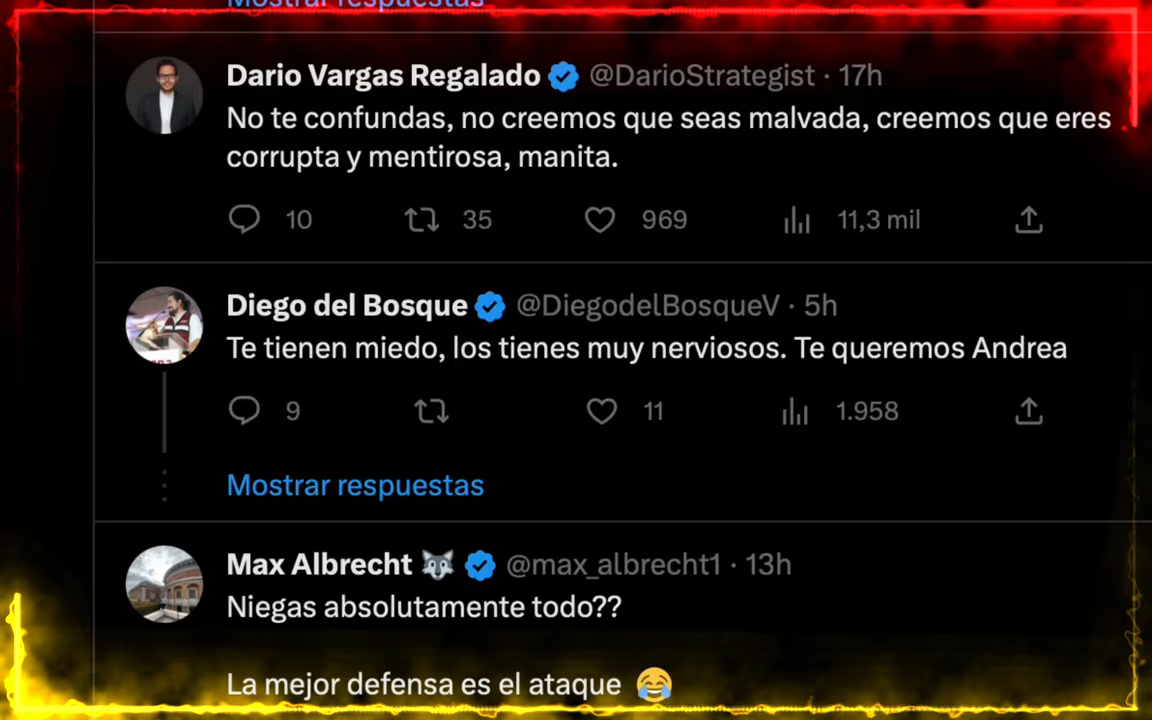 Mostrar respuestas
Dario Vargas Regalado @DarioStrategist · 17h
No te confundas, no creemos que seas malvada, creemos que eres
corrupta y mentirosa, manita.
10 35 969 11,3 mil
Diego del Bosque @DiegodelBosqueV · 5h
Te tienen miedo, los tienes muy nerviosos. Te queremos Andrea
9 11 1.958
Mostrar respuestas
Max Albrecht 🐺 @max_albrecht1 · 13h
Niegas absolutamente todo??
La mejor defensa es el ataque 😂